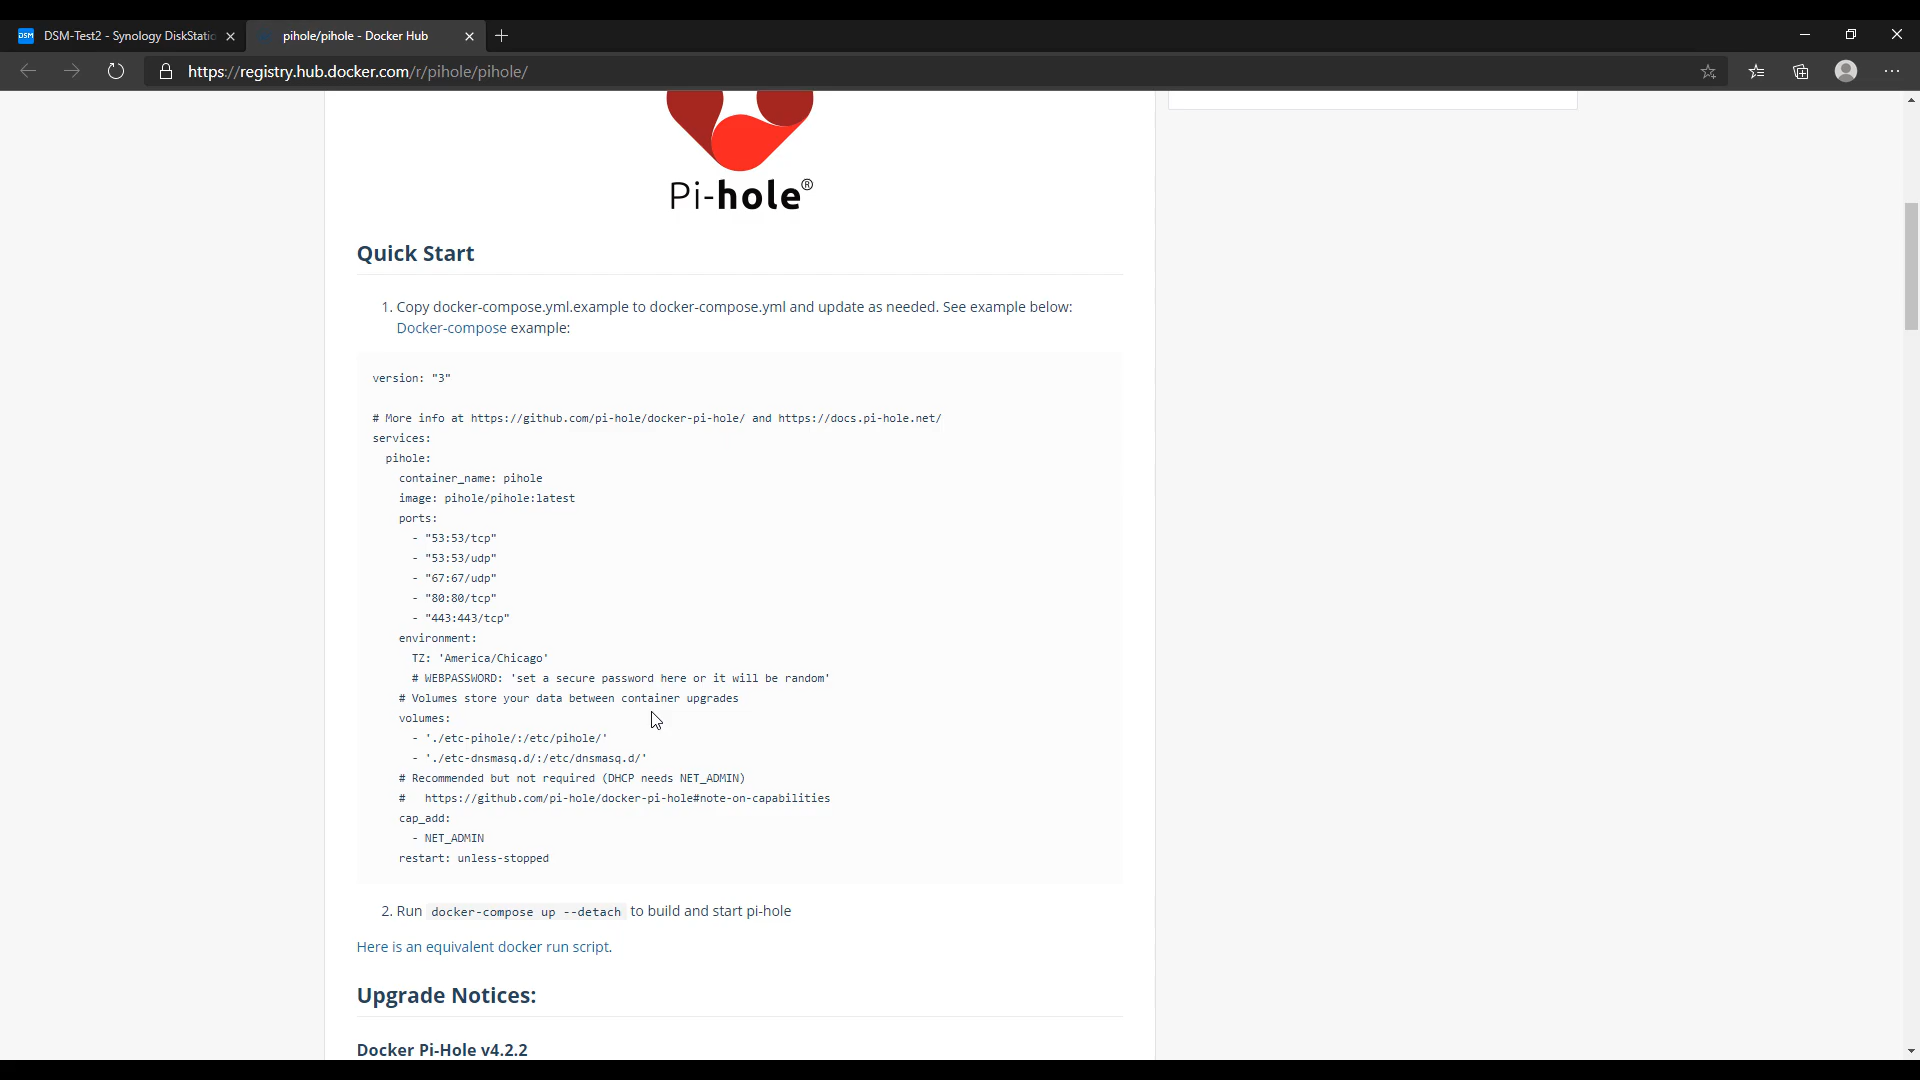 DSM-Test2 - Synology DiskStatio
pihole/pihole - Docker Hub
https://registry.hub.docker.com/r/pihole/pihole/
Pi-hole®
Quick Start
1. Copy docker-compose.yml.example to docker-compose.yml and update as needed. See example below:
Docker-compose example:
version: "3"
# More info at https://github.com/pi-hole/docker-pi-hole/ and https://docs.pi-hole.net/
services:
  pihole:
    container_name: pihole
    image: pihole/pihole:latest
    ports:
      - "53:53/tcp"
      - "53:53/udp"
      - "67:67/udp"
      - "80:80/tcp"
      - "443:443/tcp"
    environment:
      TZ: 'America/Chicago'
      # WEBPASSWORD: 'set a secure password here or it will be random'
    # Volumes store your data between container upgrades
    volumes:
      - './etc-pihole/:/etc/pihole/'
      - './etc-dnsmasq.d/:/etc/dnsmasq.d/'
    # Recommended but not required (DHCP needs NET_ADMIN)
    #   https://github.com/pi-hole/docker-pi-hole#note-on-capabilities
    cap_add:
      - NET_ADMIN
    restart: unless-stopped
2. Run docker-compose up --detach to build and start pi-hole
Here is an equivalent docker run script.
Upgrade Notices:
Docker Pi-Hole v4.2.2